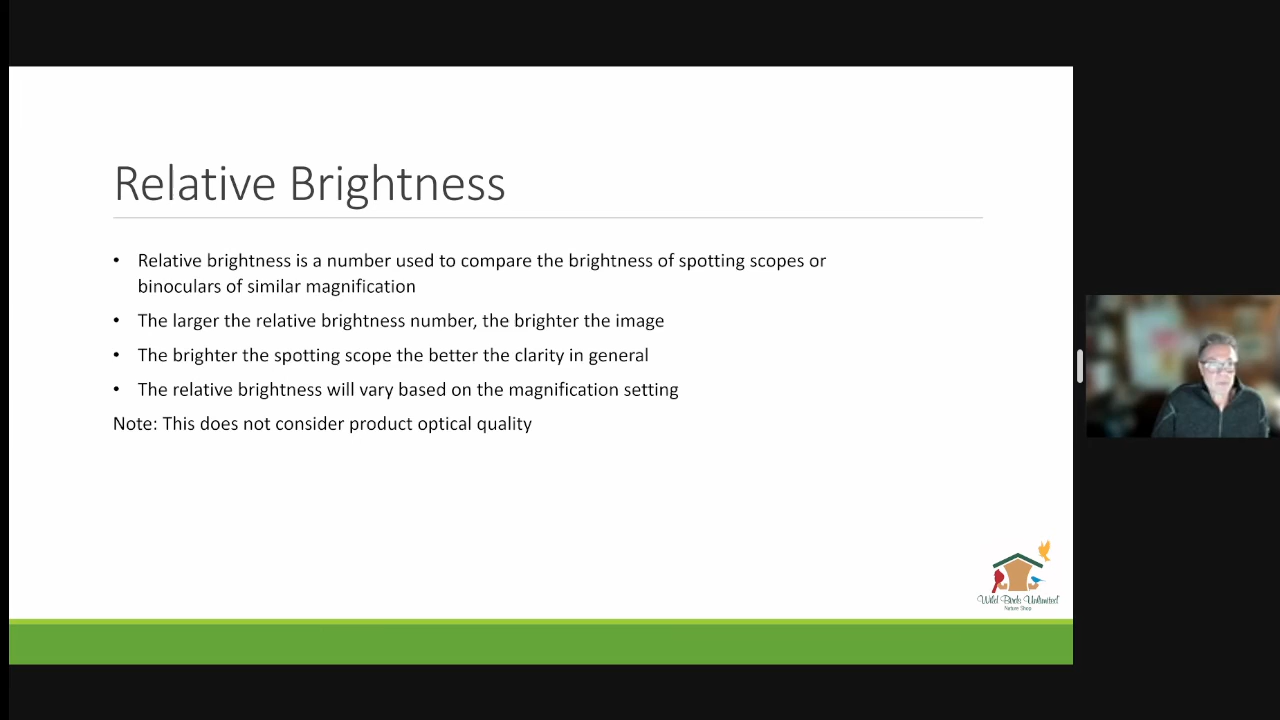 Relative Brightness
• Relative brightness is a number used to compare the brightness of spotting scopes or
binoculars of similar magnification
• The larger the relative brightness number, the brighter the image
• The brighter the spotting scope the better the clarity in general
• The relative brightness will vary based on the magnification setting
Note: This does not consider product optical quality
Wild Birds Unlimited
Nature Shop